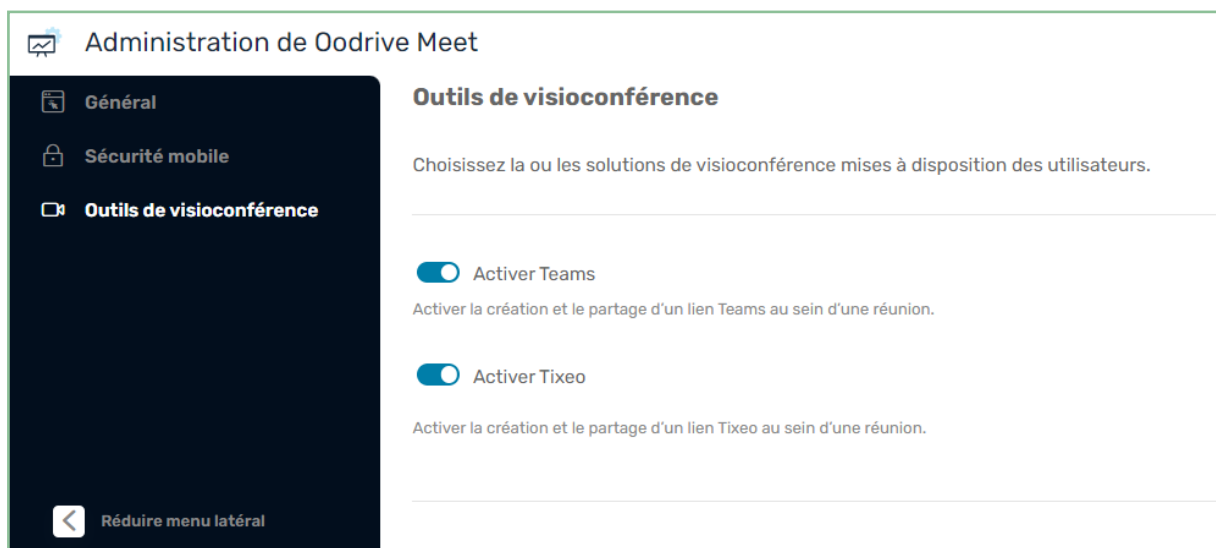 Administration de Oodrive Meet
Général
Sécurité mobile
Outils de visioconférence
Réduire menu latéral
Outils de visioconférence
Choisissez la ou les solutions de visioconférence mises à disposition des utilisateurs.
Activer Teams
Activer la création et le partage d'un lien Teams au sein d'une réunion.
Activer Tixeo
Activer la création et le partage d'un lien Tixeo au sein d'une réunion.